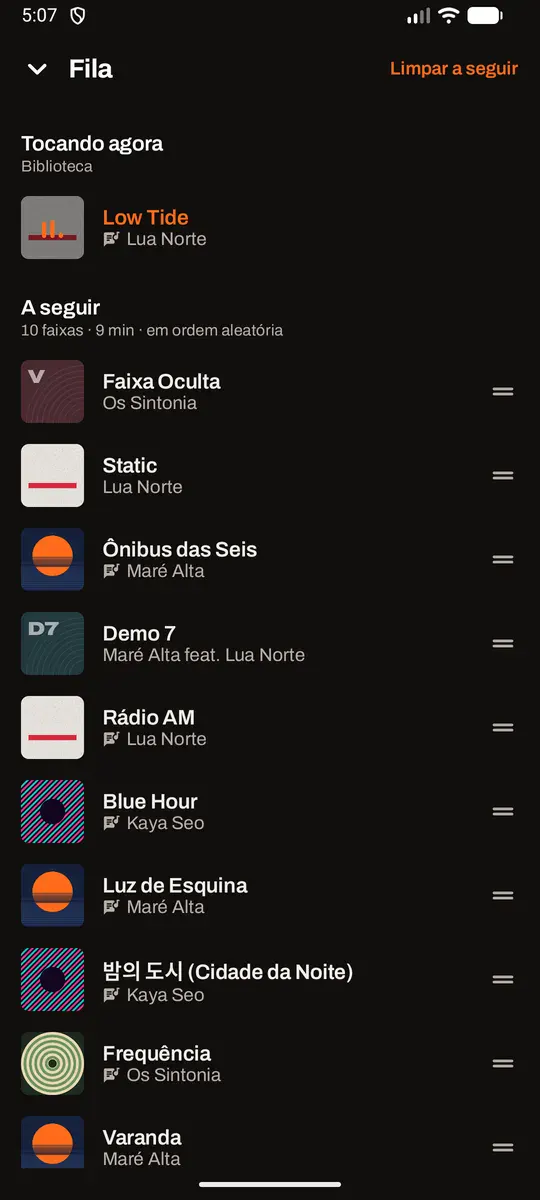 5:07
Fila
Limpar a seguir
Tocando agora
Biblioteca
Low Tide
Lua Norte
A seguir
10 faixas · 9 min · em ordem aleatória
V
Faixa Oculta
Os Sintonia
Static
Lua Norte
Ônibus das Seis
Maré Alta
D7
Demo 7
Maré Alta feat. Lua Norte
Rádio AM
Lua Norte
Blue Hour
Kaya Seo
Luz de Esquina
Maré Alta
밤의 도시 (Cidade da Noite)
Kaya Seo
Frequência
Os Sintonia
Varanda
Maré Alta